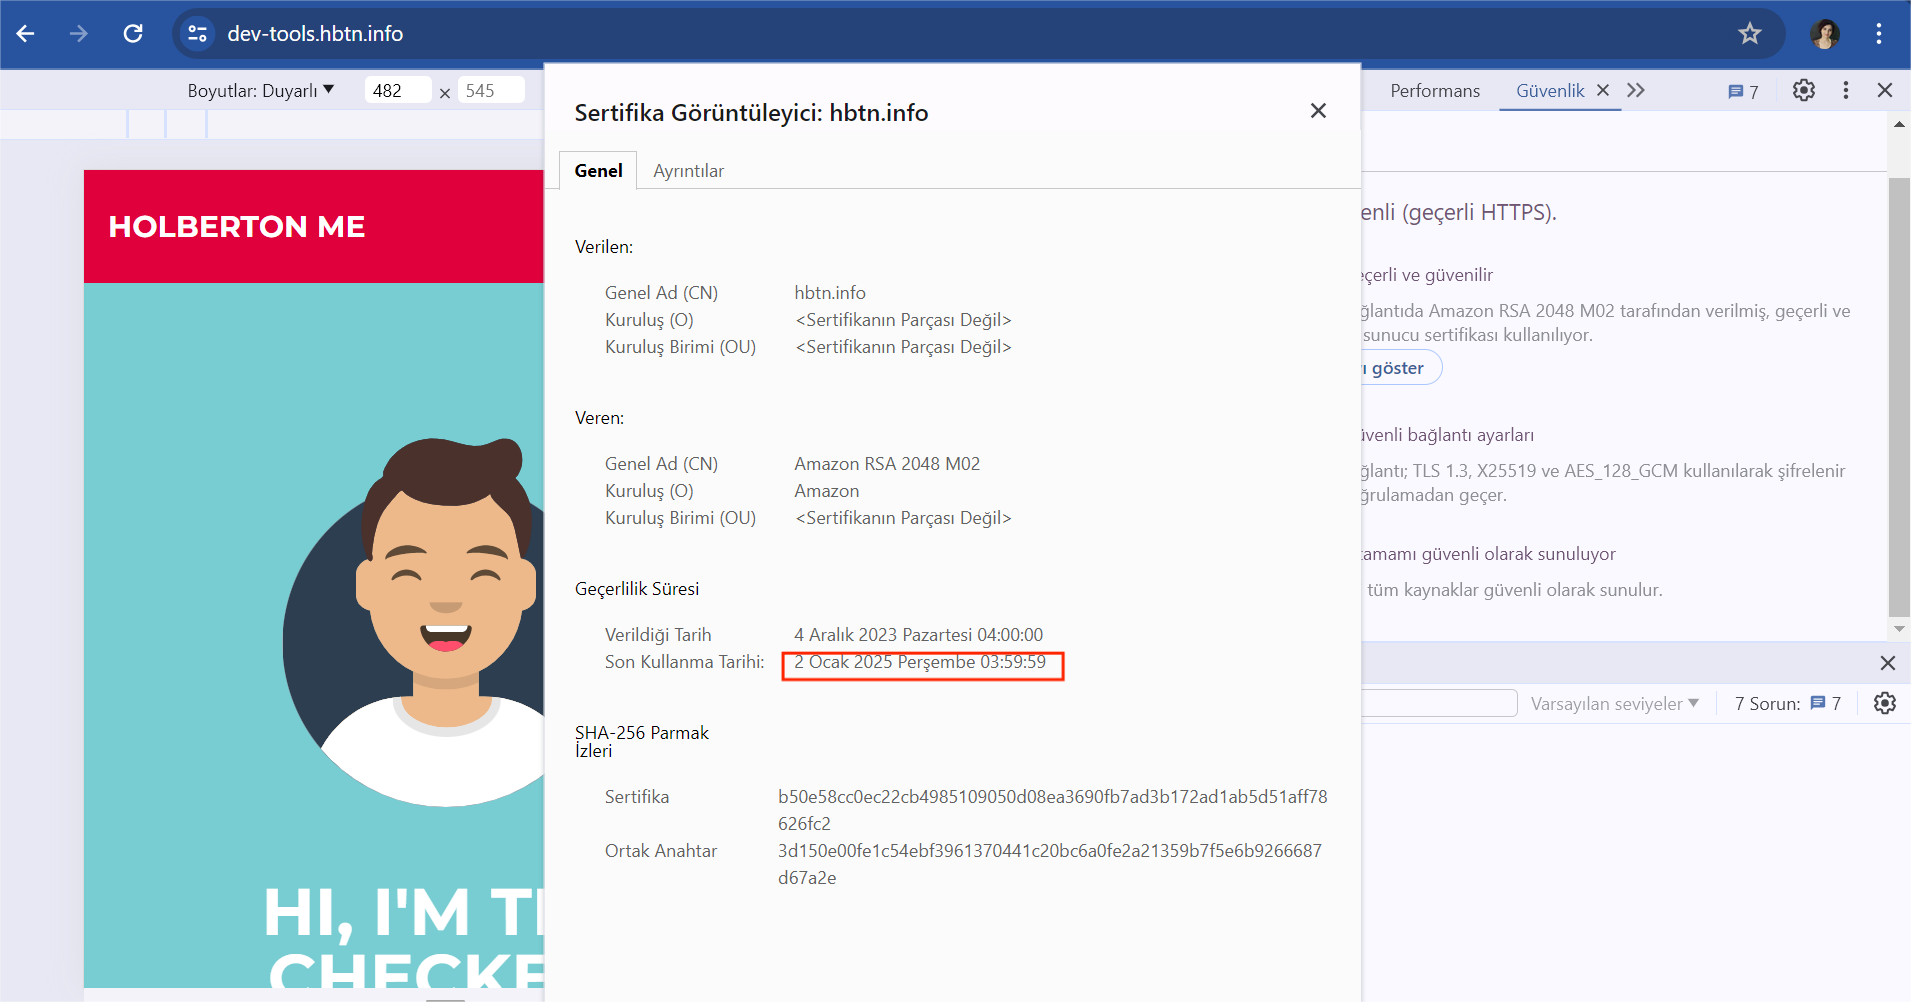 dev-tools.hbtn.info
Boyutlar: Duyarlı 482 × 545
Performans Güvenlik 7
HOLBERTON ME
HI, I'M T
CHECKE
Sertifika Görüntüleyici: hbtn.info
Genel Ayrıntılar
Verilen:
Genel Ad (CN) hbtn.info
Kuruluş (O) <Sertifikanın Parçası Değil>
Kuruluş Birimi (OU) <Sertifikanın Parçası Değil>
Veren:
Genel Ad (CN) Amazon RSA 2048 M02
Kuruluş (O) Amazon
Kuruluş Birimi (OU) <Sertifikanın Parçası Değil>
Geçerlilik Süresi
Verildiği Tarih 4 Aralık 2023 Pazartesi 04:00:00
Son Kullanma Tarihi: 2 Ocak 2025 Perşembe 03:59:59
SHA-256 Parmak
İzleri
Sertifika b50e58cc0ec22cb4985109050d08ea3690fb7ad3b172ad1ab5d51aff78
626fc2
Ortak Anahtar 3d150e00fe1c54ebf3961370441c20bc6a0fe2a21359b7f5e6b9266687
d67a2e
enli (geçerli HTTPS).
eçerli ve güvenilir
ğlantıda Amazon RSA 2048 M02 tarafından verilmiş, geçerli ve
sunucu sertifikası kullanılıyor.
ı göster
üvenli bağlantı ayarları
ğlantı; TLS 1.3, X25519 ve AES_128_GCM kullanılarak şifrelenir
ğrulamadan geçer.
tamamı güvenli olarak sunuluyor
tüm kaynaklar güvenli olarak sunulur.
Varsayılan seviyeler 7 Sorun: 7